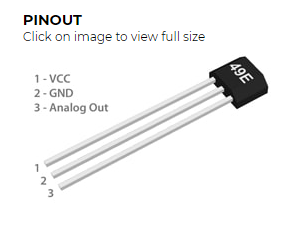 PINOUT
Click on image to view full size
1 - VCC
2 - GND
3 - Analog Out
49E
1
2
3